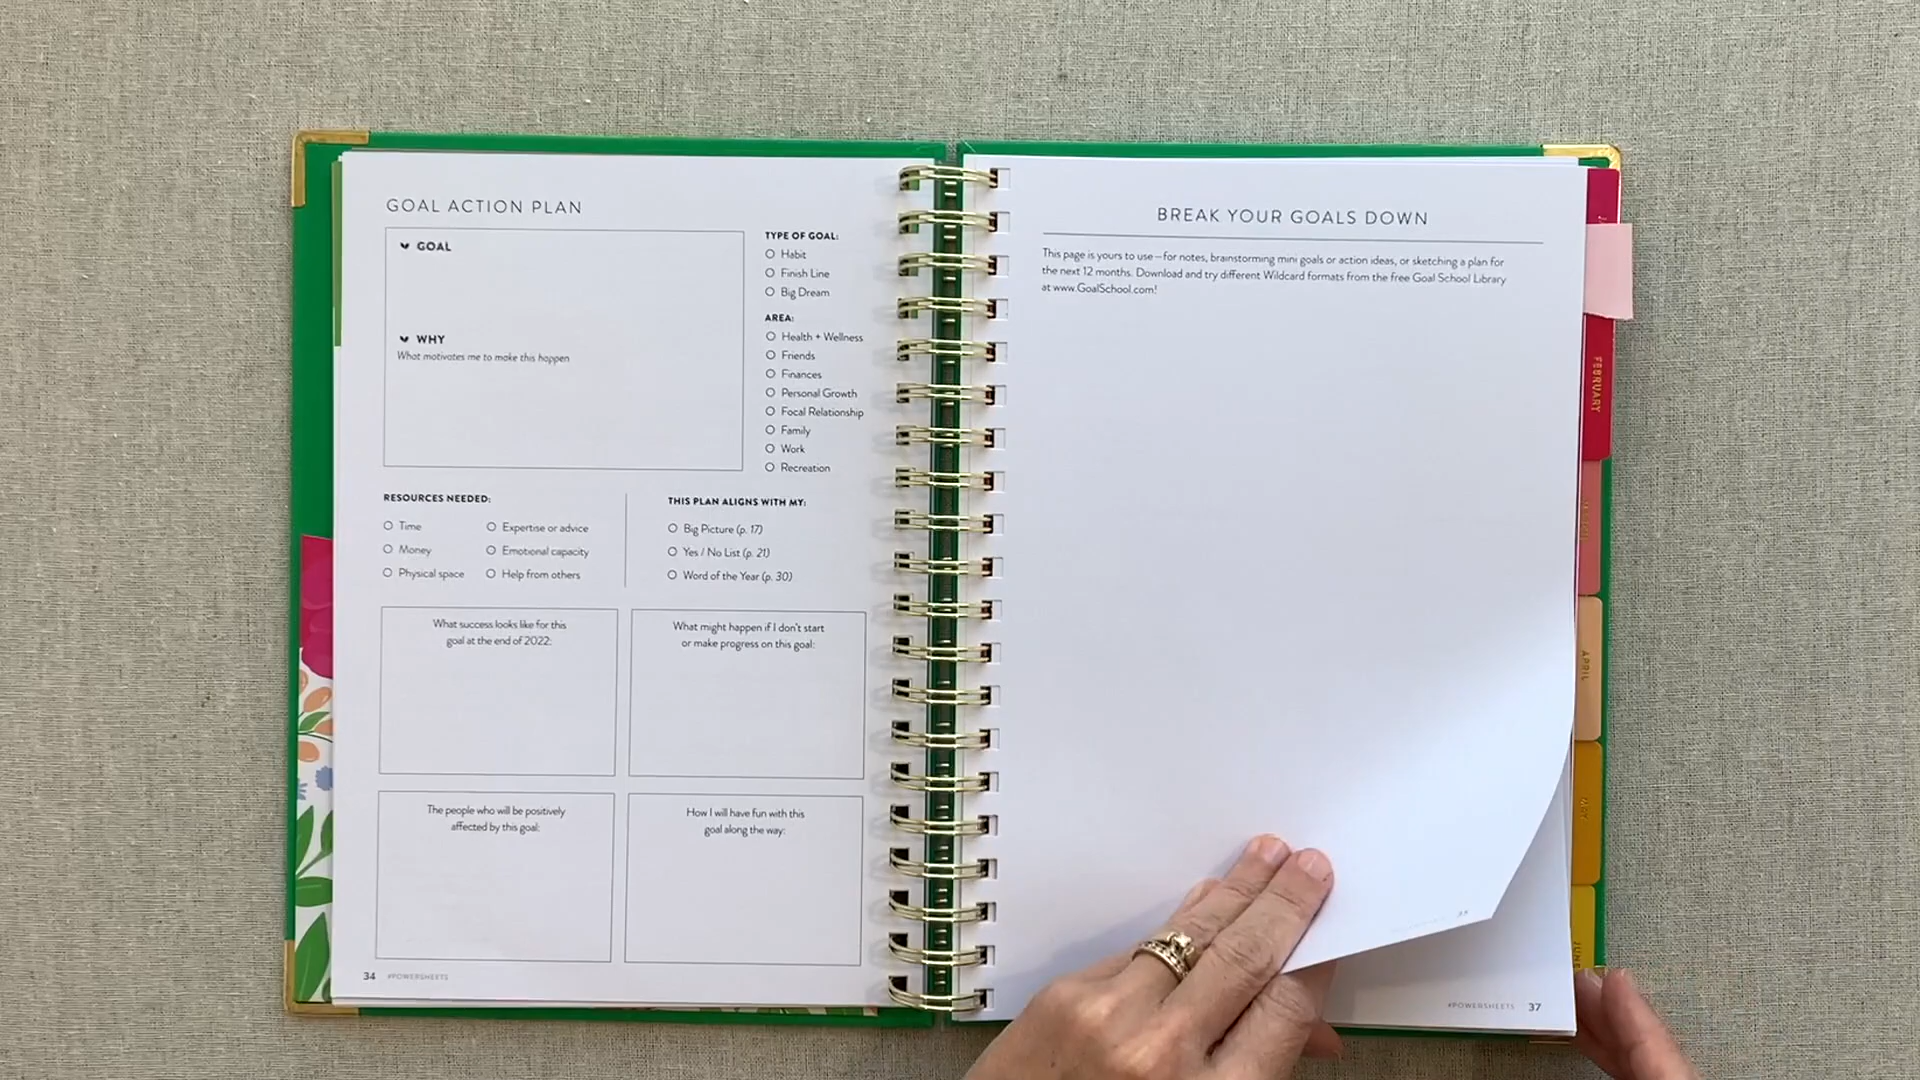 GOAL ACTION PLAN
GOAL
WHY
What motivates me to make this happen
TYPE OF GOAL:
Habit
Finish Line
Big Dream
AREA:
Health + Wellness
Friends
Finances
Personal Growth
Focal Relationship
Family
Work
Recreation
RESOURCES NEEDED:
Time
Money
Physical space
Expertise or advice
Emotional capacity
Help from others
THIS PLAN ALIGNS WITH MY:
Big Picture (p. 17)
Yes / No List (p. 21)
Word of the Year (p. 30)
What success looks like for this
goal at the end of 2022:
What might happen if I don't start
or make progress on this goal:
The people who will be positively
affected by this goal:
How I will have fun with this
goal along the way:
34 #POWERSHEETS
BREAK YOUR GOALS DOWN
This page is yours to use—for notes, brainstorming mini goals or action ideas, or sketching a plan for
the next 12 months. Download and try different Wildcard formats from the free Goal School Library
at www.GoalSchool.com!
#POWERSHEETS 37
FEBRUARY
APRIL
MAY
JUNE